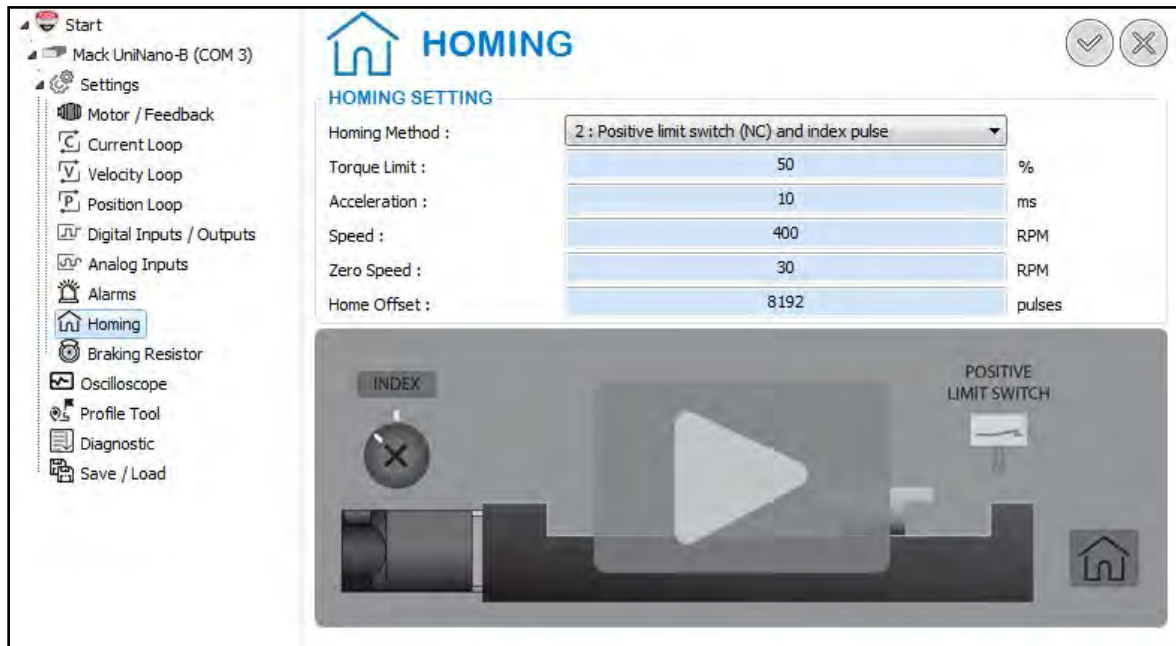 Start
Mack UniNano-B (COM 3)
Settings
Motor / Feedback
Current Loop
Velocity Loop
Position Loop
Digital Inputs / Outputs
Analog Inputs
Alarms
Homing
Braking Resistor
Oscilloscope
Profile Tool
Diagnostic
Save / Load
HOMING
HOMING SETTING
Homing Method : 2 : Positive limit switch (NC) and index pulse
Torque Limit : 50 %
Acceleration : 10 ms
Speed : 400 RPM
Zero Speed : 30 RPM
Home Offset : 8192 pulses
INDEX
POSITIVE
LIMIT SWITCH